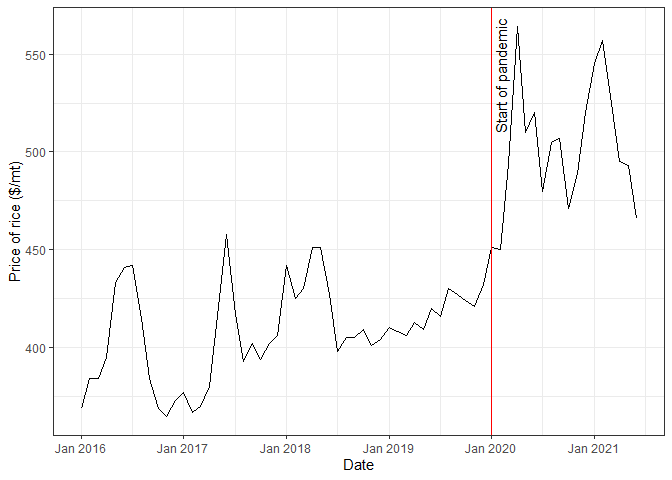 Start of pandemic
550
500
450
400
Price of rice ($/mt)
Jan 2016
Jan 2017
Jan 2018
Jan 2019
Jan 2020
Jan 2021
Date